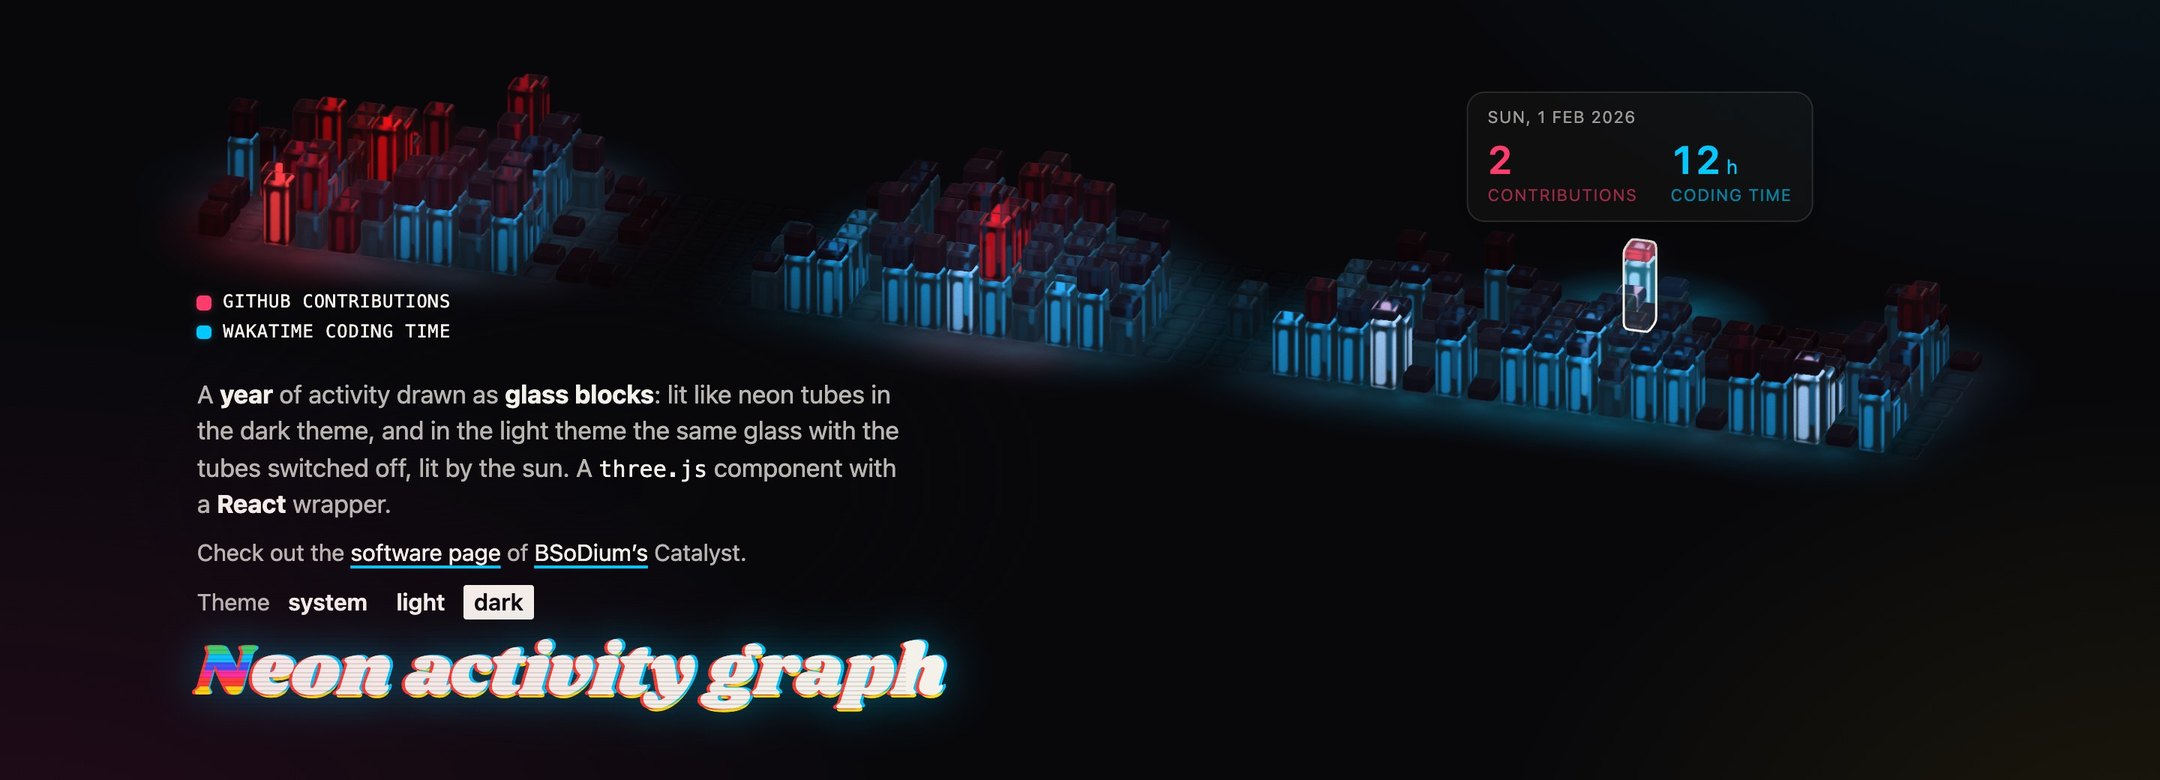 SUN, 1 FEB 2026
2 12 h
CONTRIBUTIONS CODING TIME
GITHUB CONTRIBUTIONS
WAKATIME CODING TIME
A year of activity drawn as glass blocks: lit like neon tubes in
the dark theme, and in the light theme the same glass with the
tubes switched off, lit by the sun. A three.js component with
a React wrapper.
Check out the software page of BSoDium’s Catalyst.
Theme system light dark
Neon activity graph